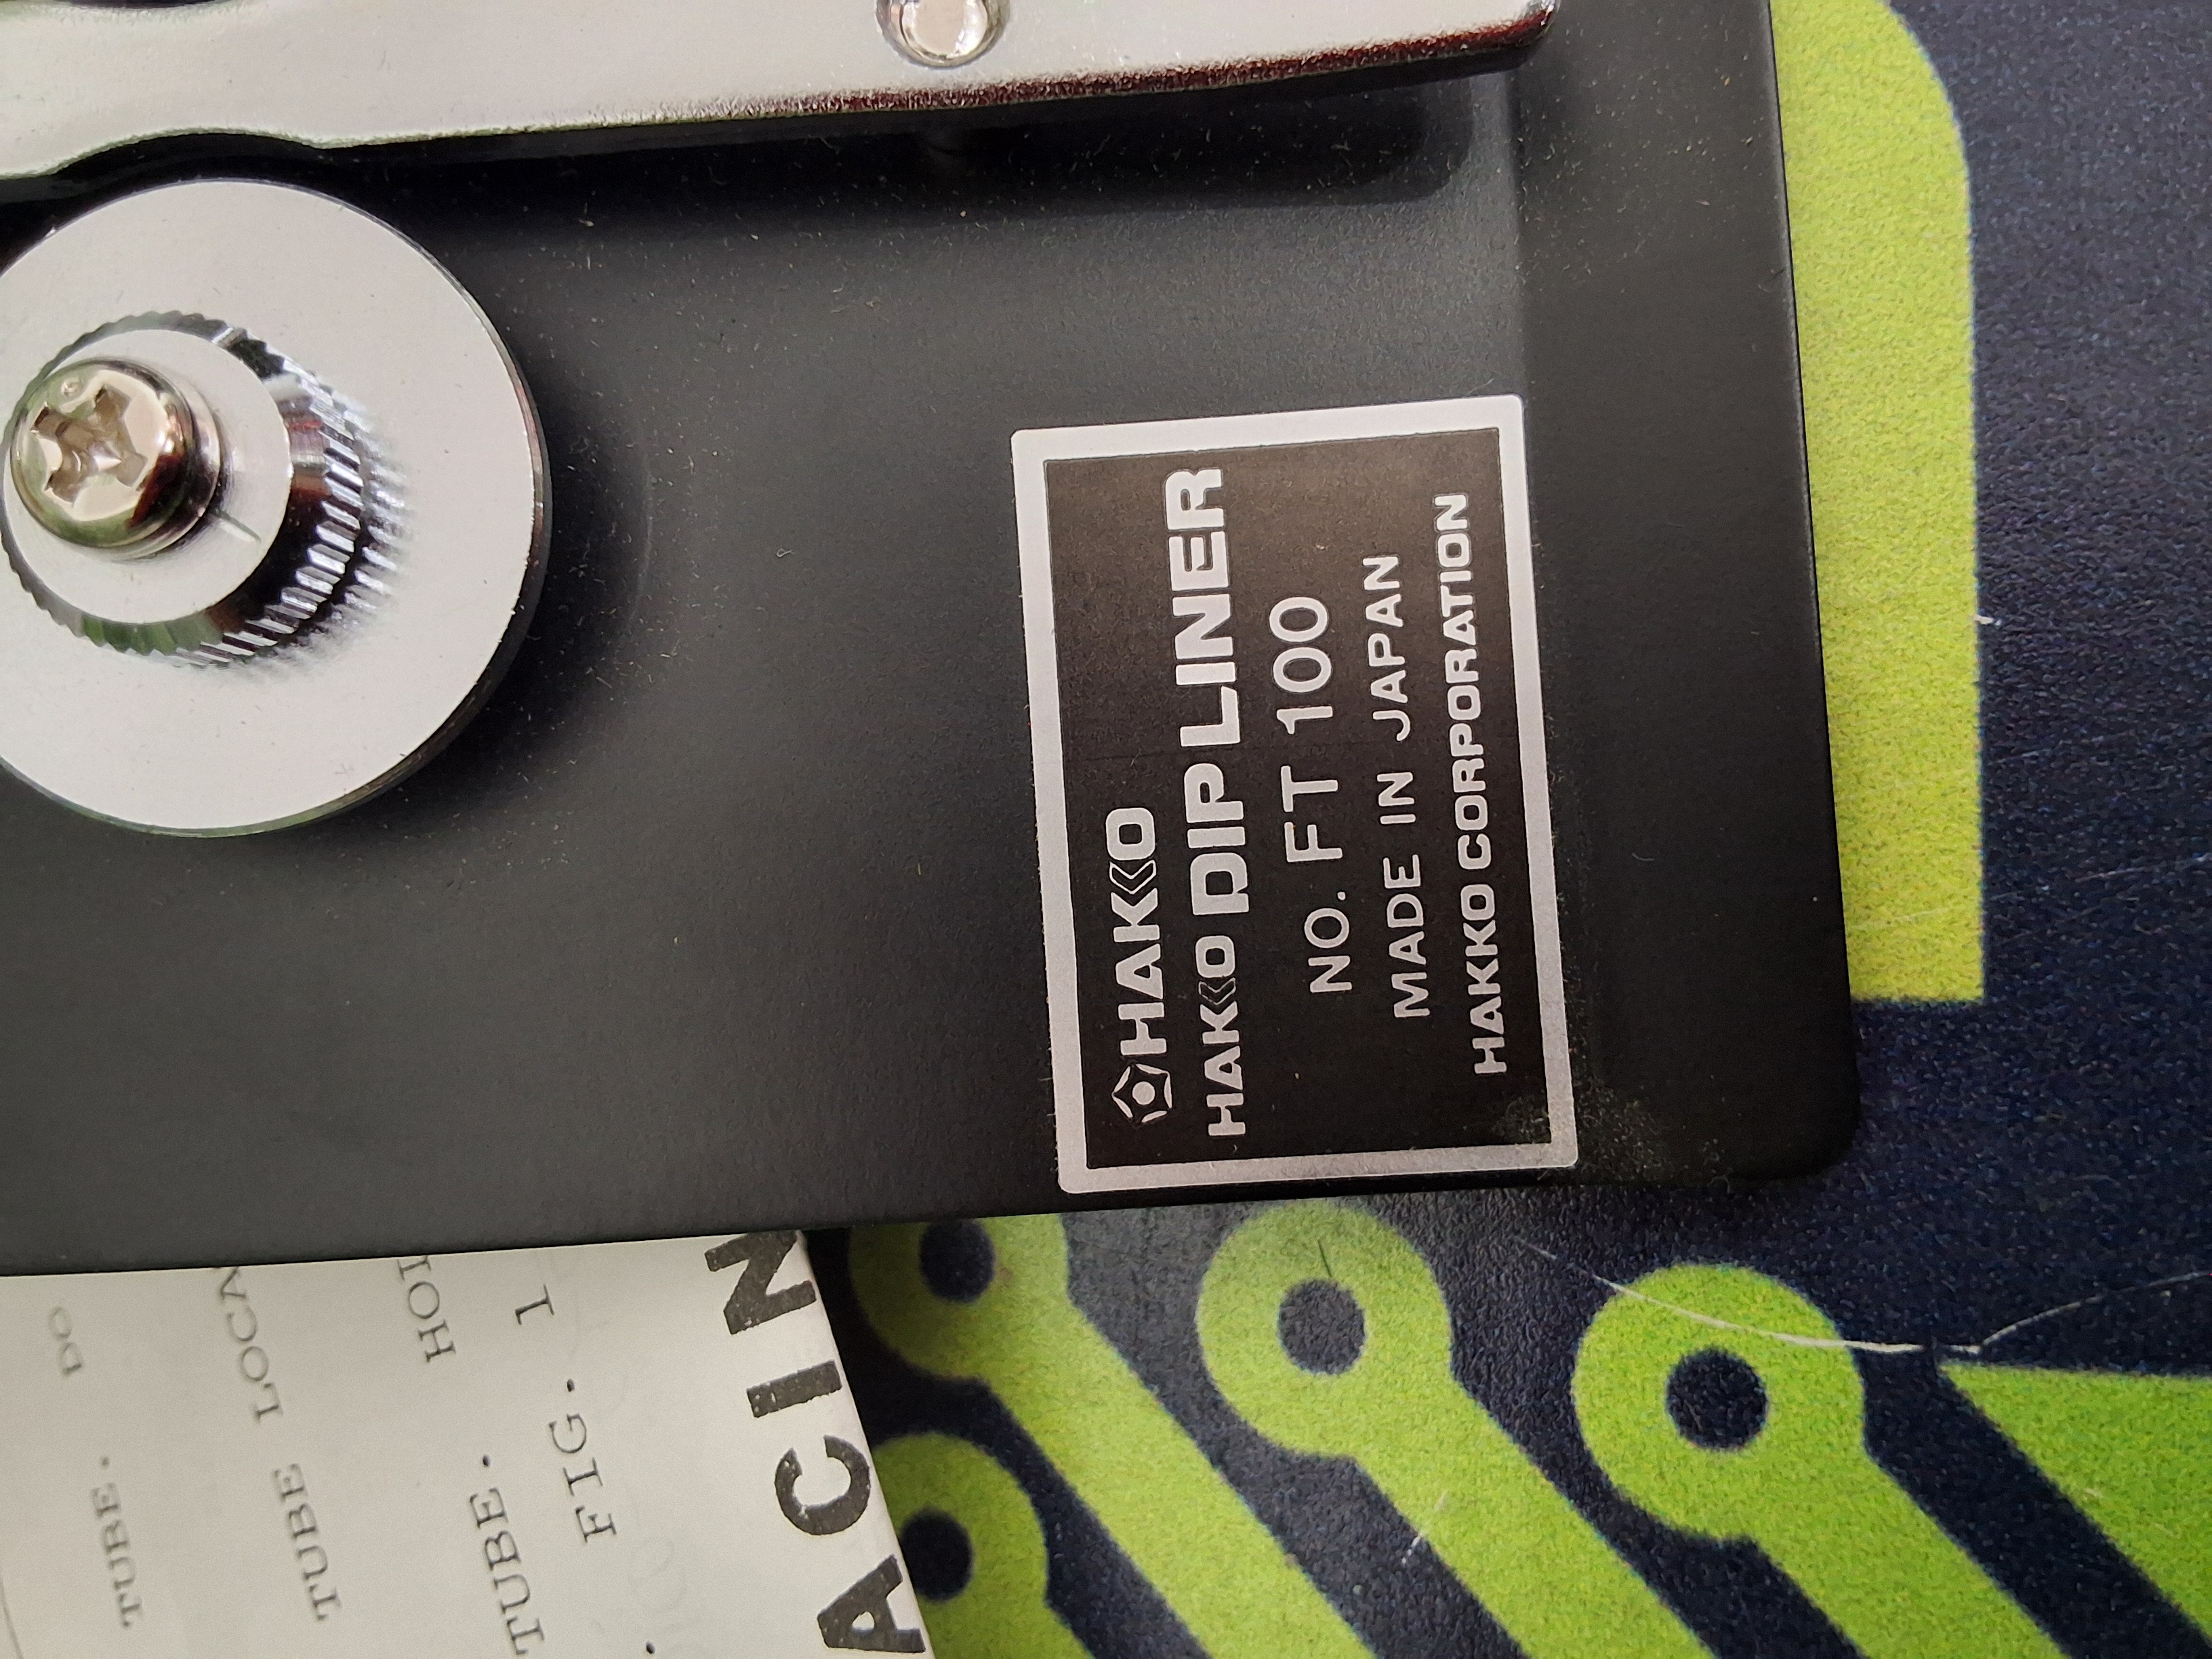 HAKKO
HAKKO DIP LINER
NO. FT 100
MADE IN JAPAN
HAKKO CORPORATION
DO
TUBE.
TUBE LOCA
HOL
TUBE.
FIG. 1
ACIN